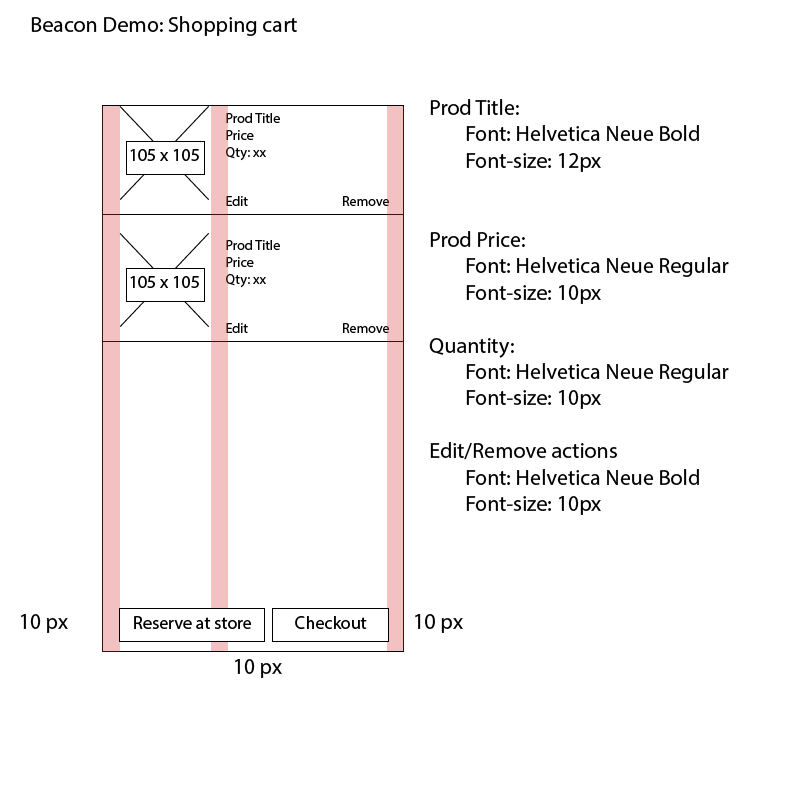 Beacon Demo: Shopping cart
Prod Title
Price
105 x 105
Qty: xx
Edit
Remove
Prod Title
Price
105 x 105
Qty: xx
Edit
Remove
Reserve at store
Checkout
10 px
10 px
10 px
Prod Title:
Font: Helvetica Neue Bold
Font-size: 12px
Prod Price:
Font: Helvetica Neue Regular
Font-size: 10px
Quantity:
Font: Helvetica Neue Regular
Font-size: 10px
Edit/Remove actions
Font: Helvetica Neue Bold
Font-size: 10px